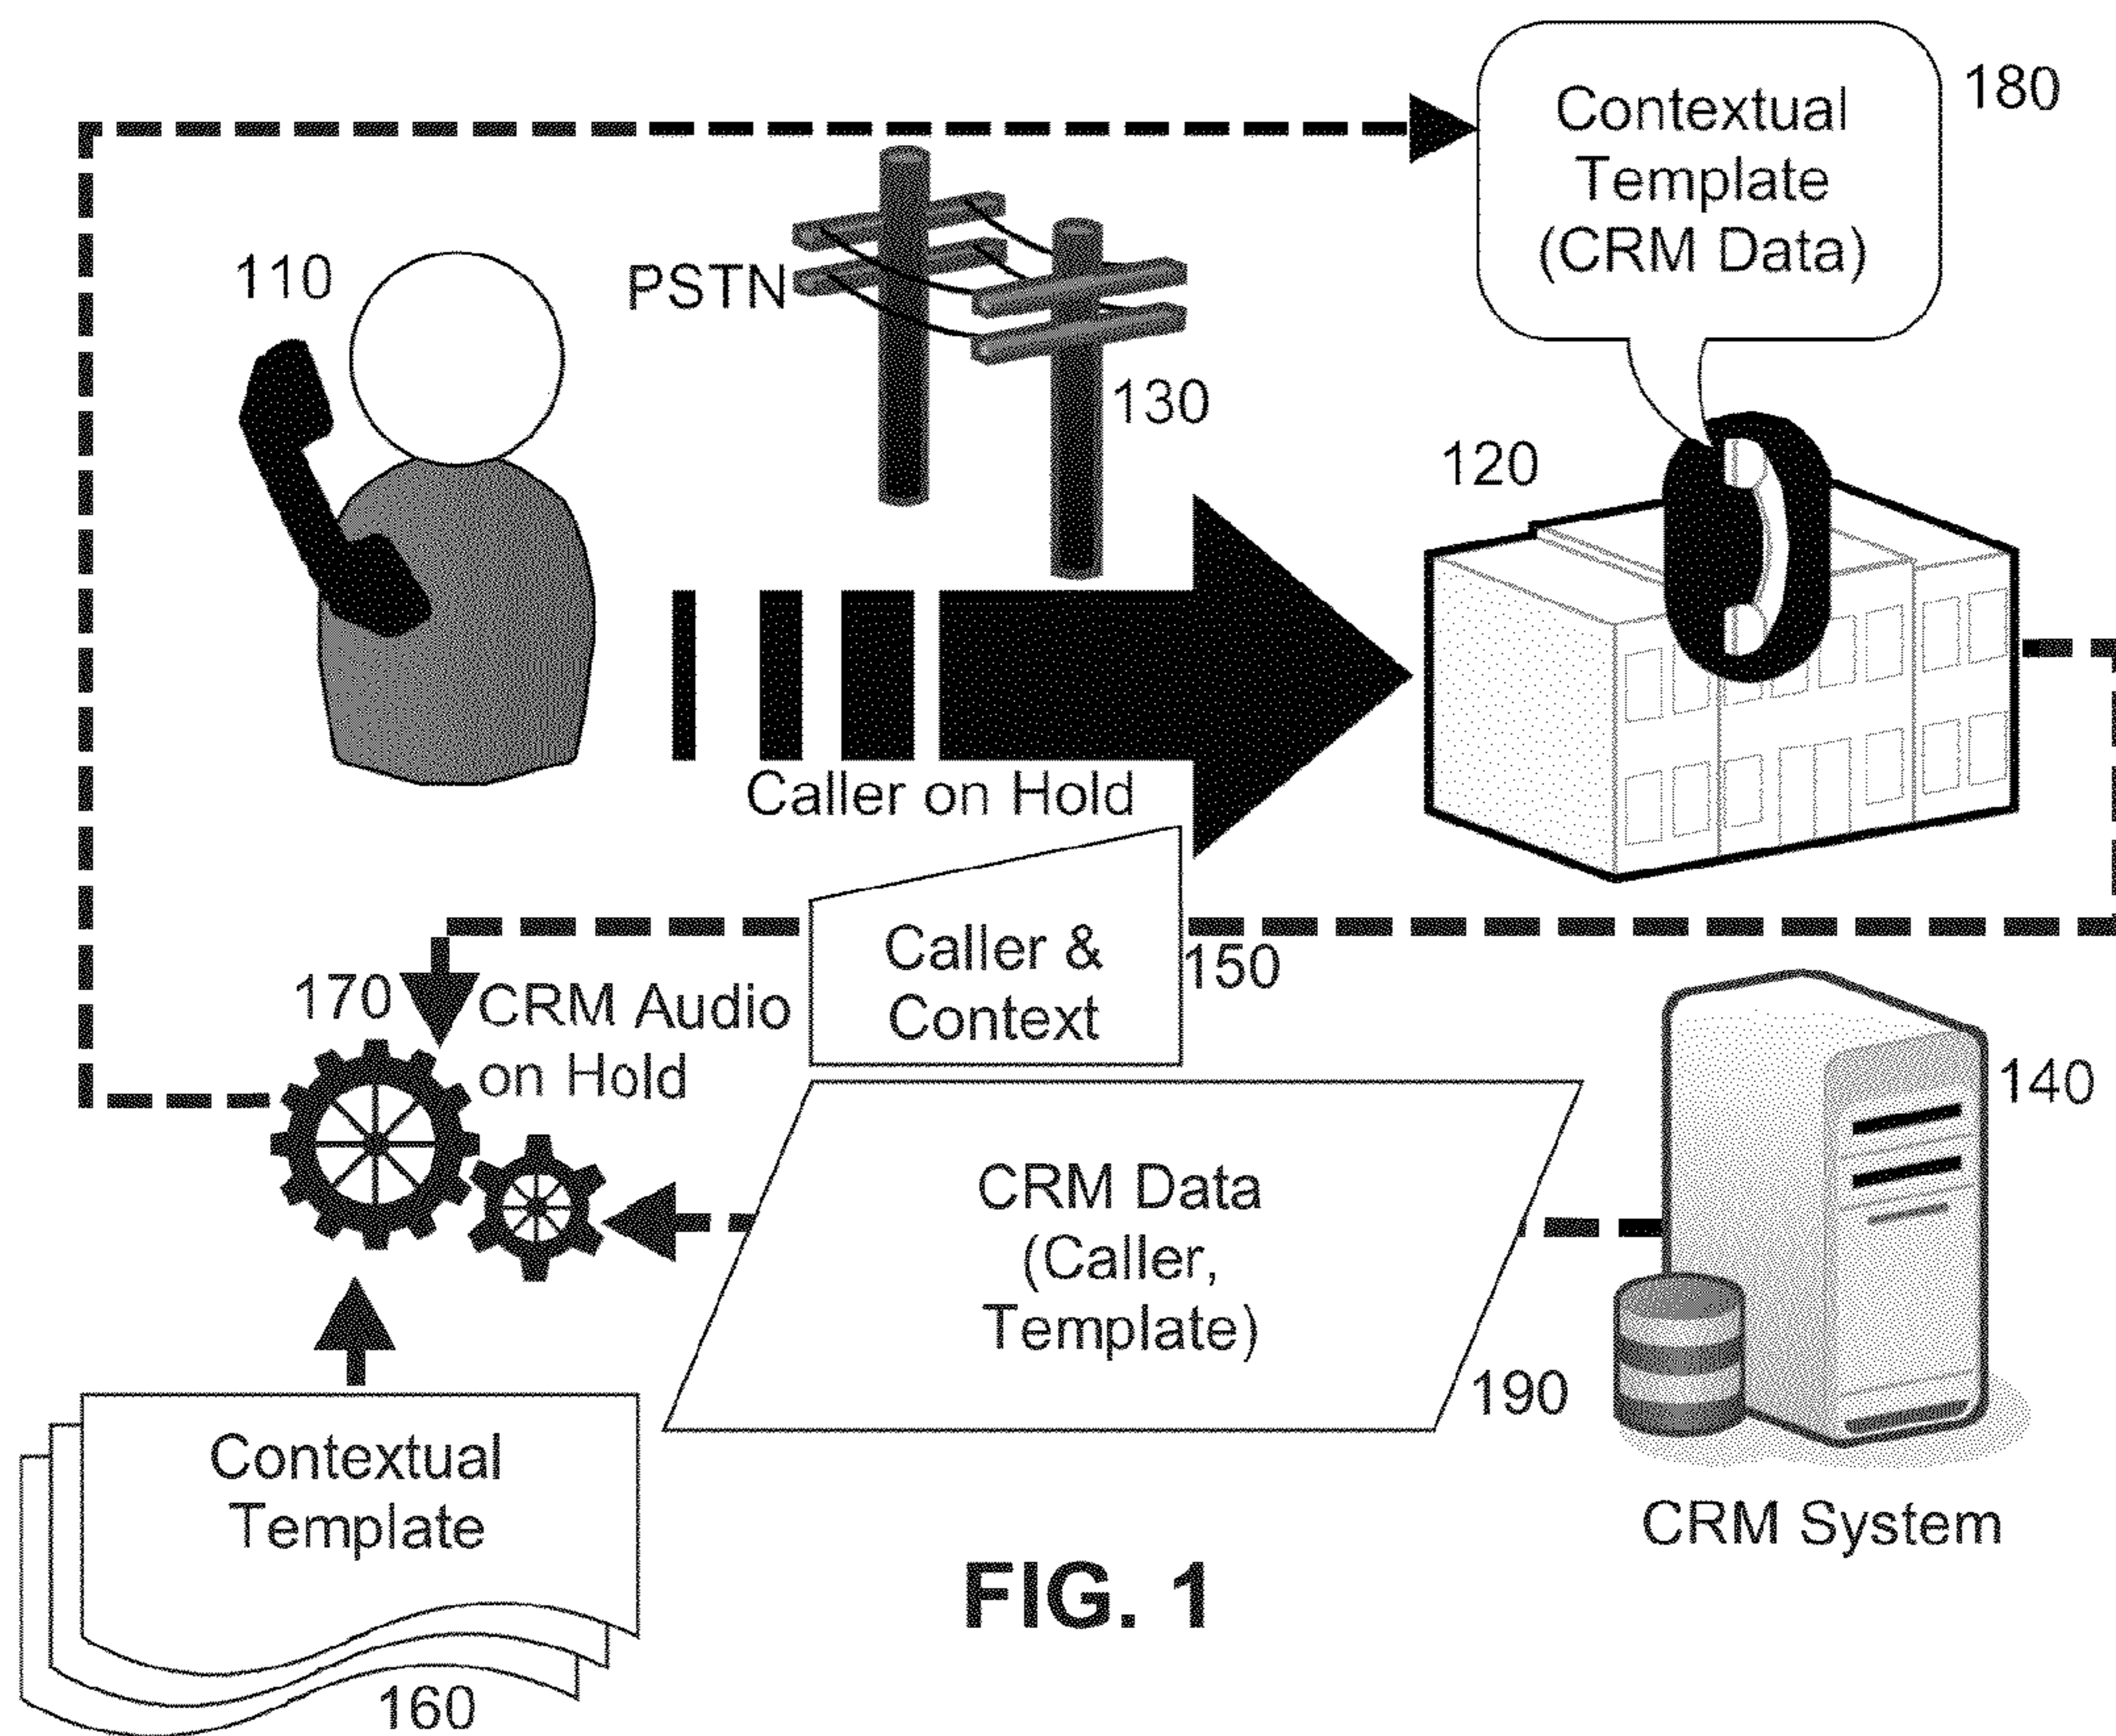 180
Contextual
Template
(CRM Data)
110
PSTN
130
120
Caller on Hold
Caller &
Context
150
170
CRM Audio
on Hold
140
CRM Data
(Caller,
Template)
190
Contextual
Template
160
CRM System
FIG. 1